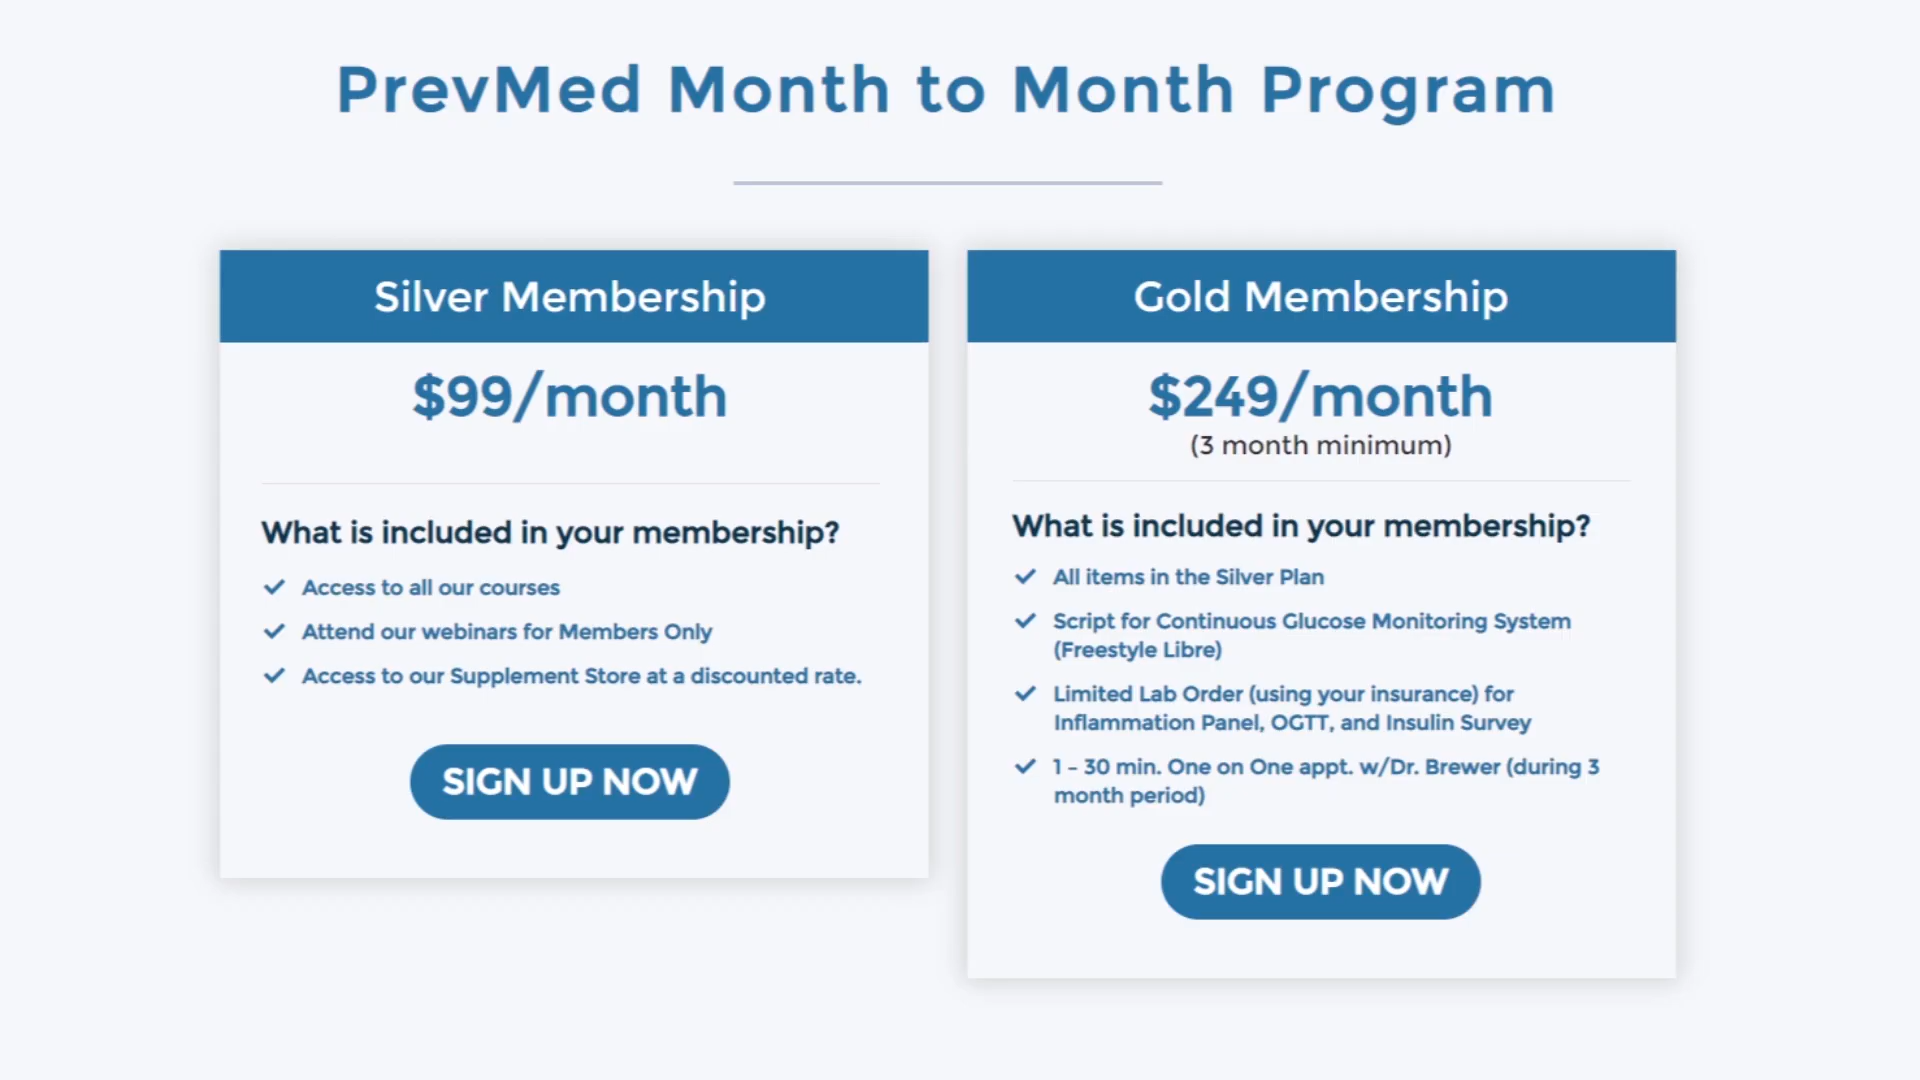 PrevMed Month to Month Program
Silver Membership
$99/month
What is included in your membership?
Access to all our courses
Attend our webinars for Members Only
Access to our Supplement Store at a discounted rate.
SIGN UP NOW
Gold Membership
$249/month
(3 month minimum)
What is included in your membership?
All items in the Silver Plan
Script for Continuous Glucose Monitoring System
(Freestyle Libre)
Limited Lab Order (using your insurance) for
Inflammation Panel, OGTT, and Insulin Survey
1 – 30 min. One on One appt. w/Dr. Brewer (during 3
month period)
SIGN UP NOW